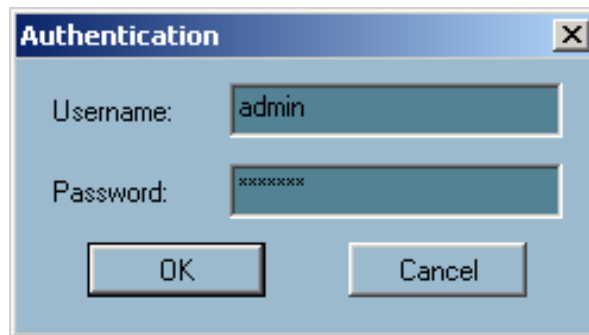 Authentication
Username: admin
Password: *******
OK Cancel